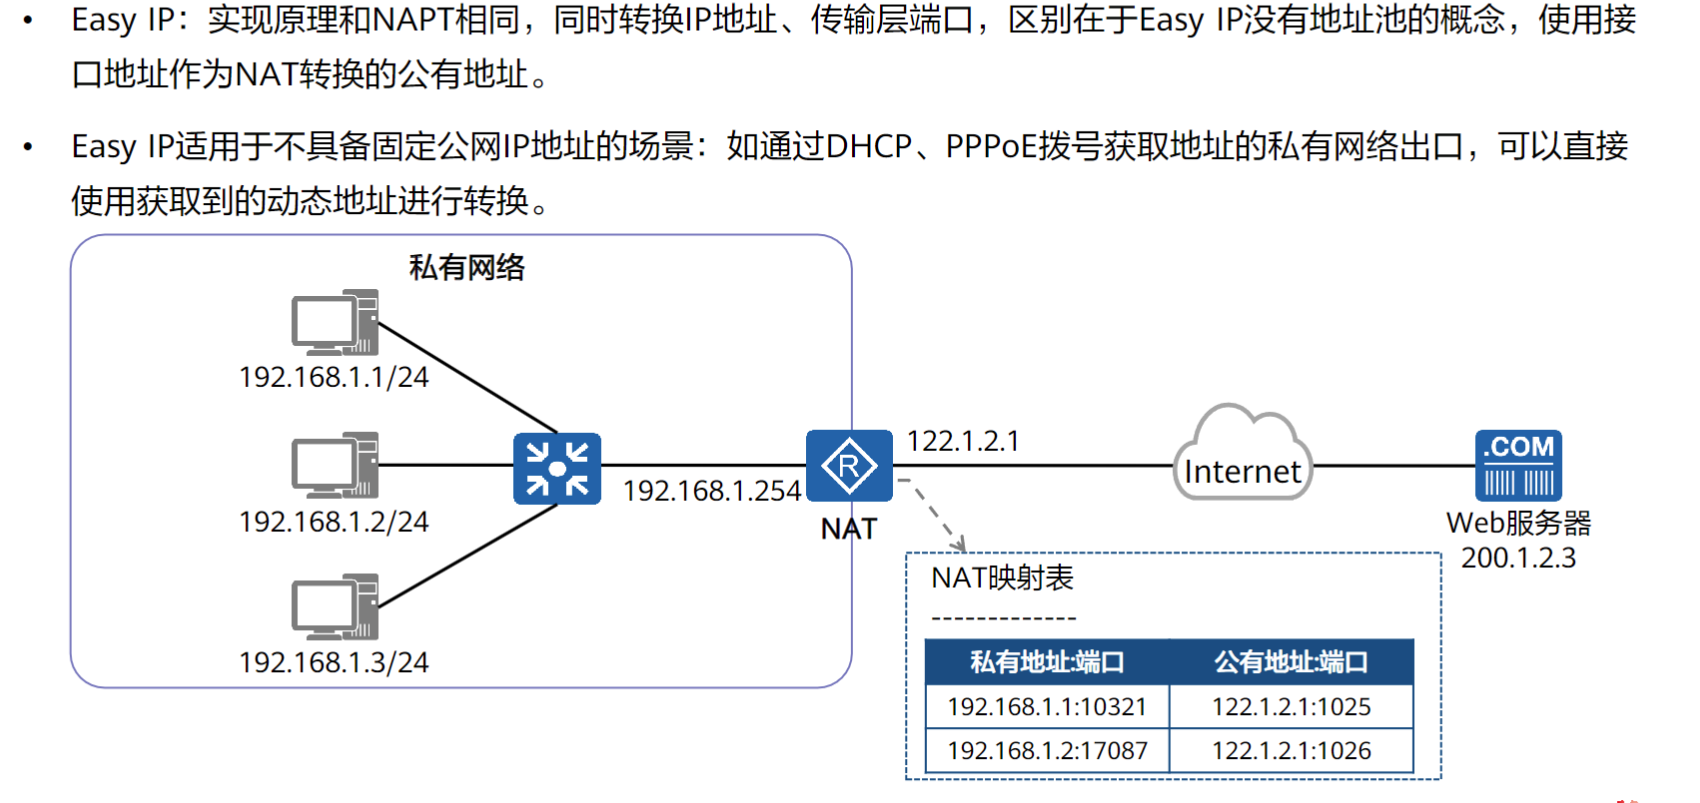 • Easy IP：实现原理和NAPT相同，同时转换IP地址、传输层端口，区别在于Easy IP没有地址池的概念，使用接
口地址作为NAT转换的公有地址。
• Easy IP适用于不具备固定公网IP地址的场景：如通过DHCP、PPPoE拨号获取地址的私有网络出口，可以直接
使用获取到的动态地址进行转换。
私有网络
192.168.1.1/24
192.168.1.2/24
192.168.1.3/24
192.168.1.254
R
NAT
122.1.2.1
Internet
.COM
Web服务器
200.1.2.3
NAT映射表
-------------
私有地址:端口 公有地址:端口
192.168.1.1:10321 122.1.2.1:1025
192.168.1.2:17087 122.1.2.1:1026